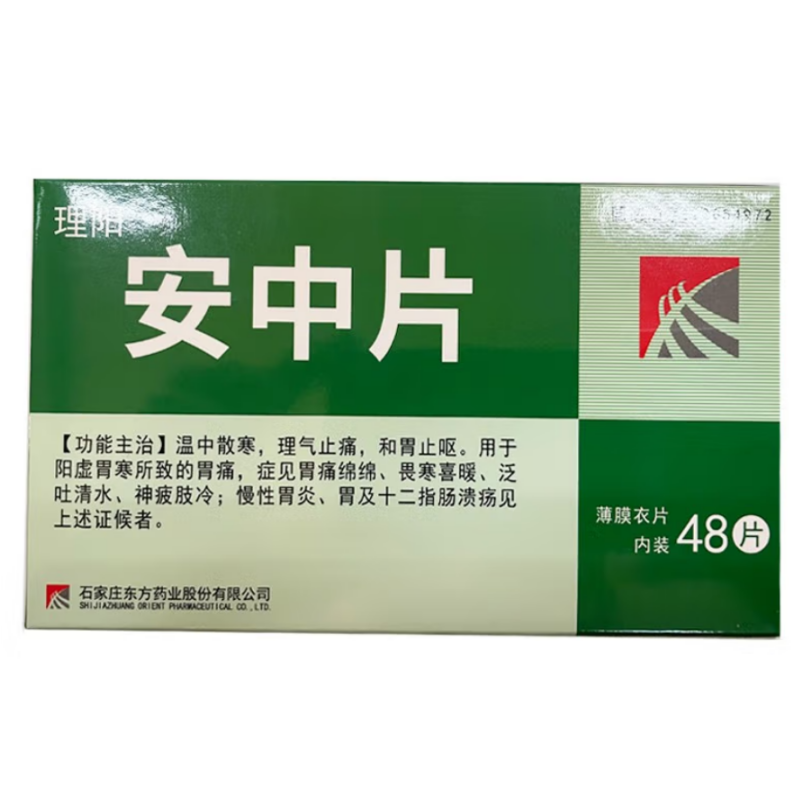 理阳
安中片
【功能主治】温中散寒，理气止痛，和胃止呕。用于
阳虚胃寒所致的胃痛，症见胃痛绵绵、畏寒喜暖、泛
吐清水、神疲肢冷；慢性胃炎、胃及十二指肠溃疡见
上述证候者。
薄膜衣片
内装48片
石家庄东方药业股份有限公司
SHIJIAZHUANG ORIENT PHARMACEUTICAL CO.,LTD.